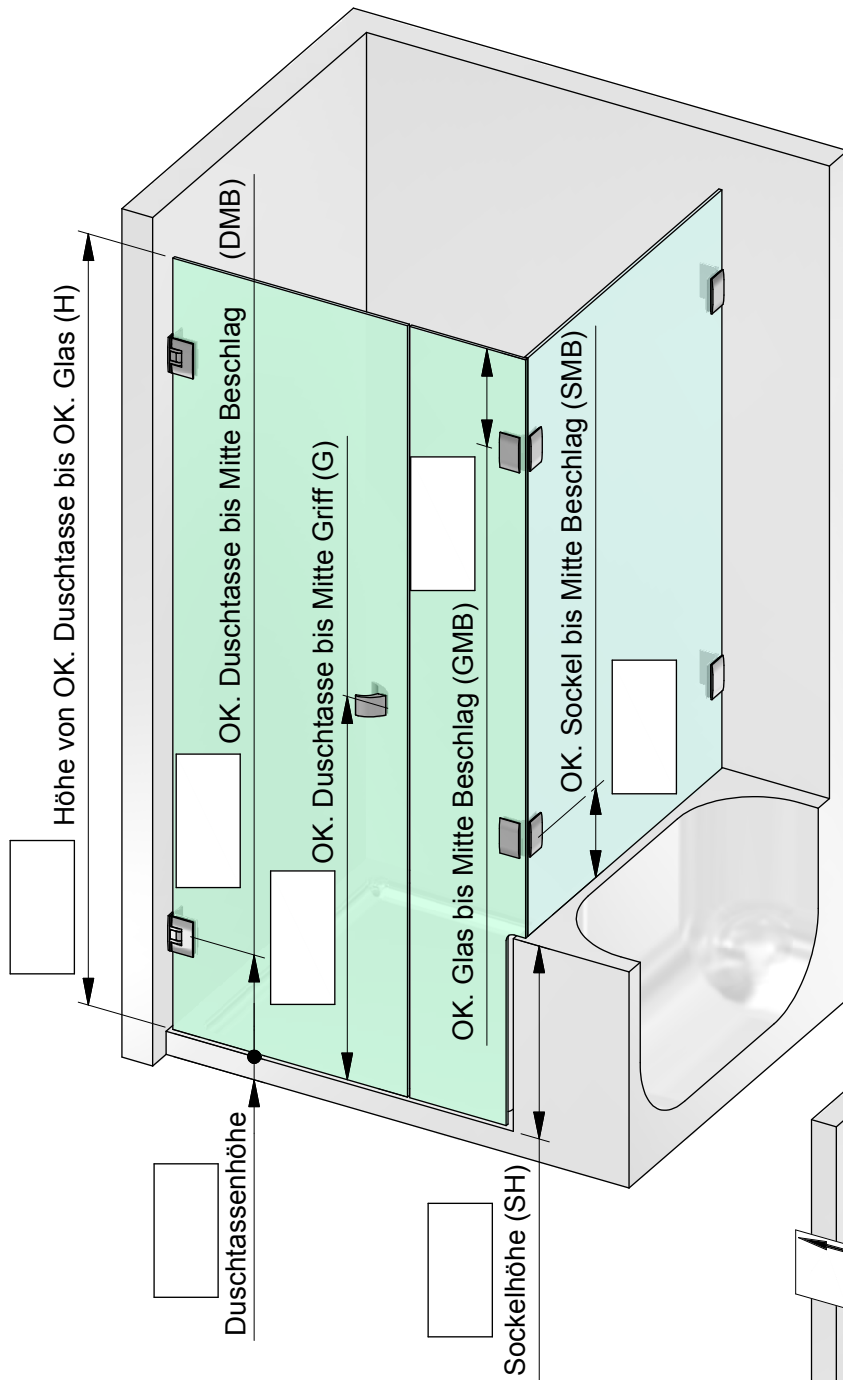 Höhe von OK. Duschtasse bis OK. Glas (H)
OK. Duschtasse bis Mitte Beschlag
(DMB)
OK. Duschtasse bis Mitte Griff (G)
OK. Glas bis Mitte Beschlag (GMB)
OK. Sockel bis Mitte Beschlag (SMB)
Duschtassenhöhe
Sockelhöhe (SH)